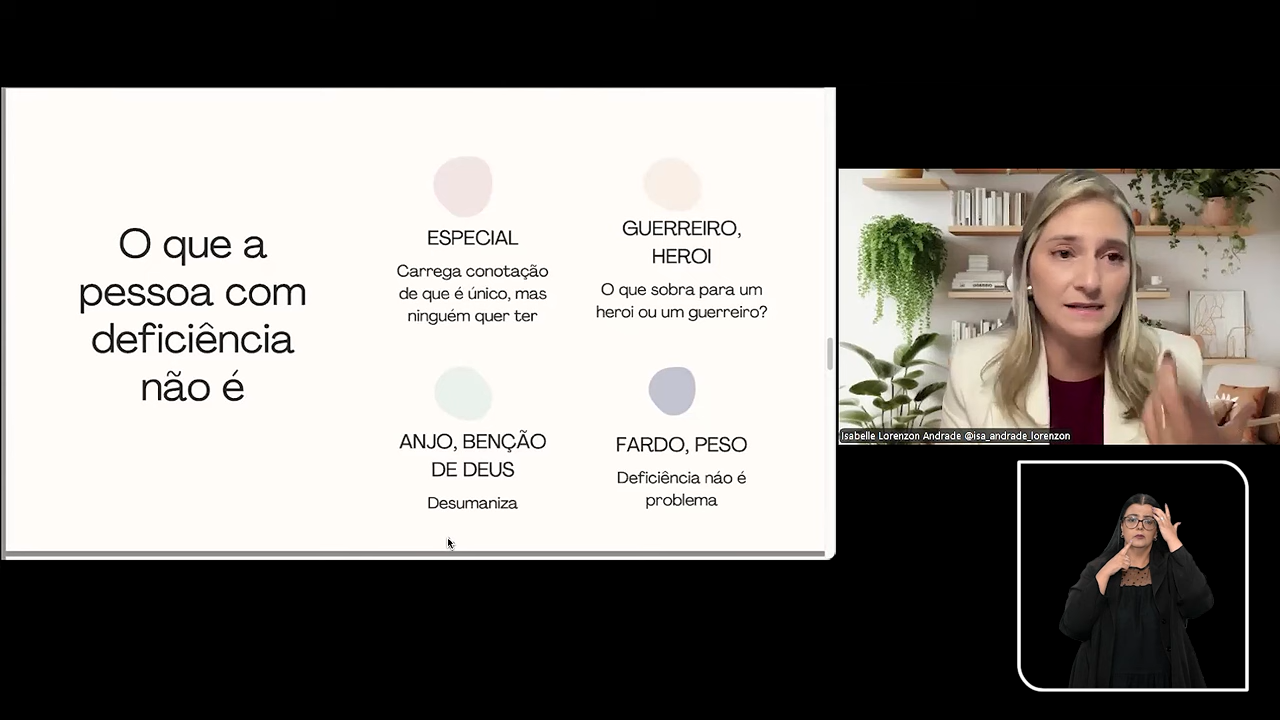 O que a
pessoa com
deficiência
não é
ESPECIAL
Carrega conotação
de que é único, mas
ninguém quer ter
GUERREIRO,
HEROI
O que sobra para um
heroi ou um guerreiro?
ANJO, BENÇÃO
DE DEUS
Desumaniza
FARDO, PESO
Deficiência náo é
problema
Isabelle Lorenzon Andrade @isa_andrade_lorenzon